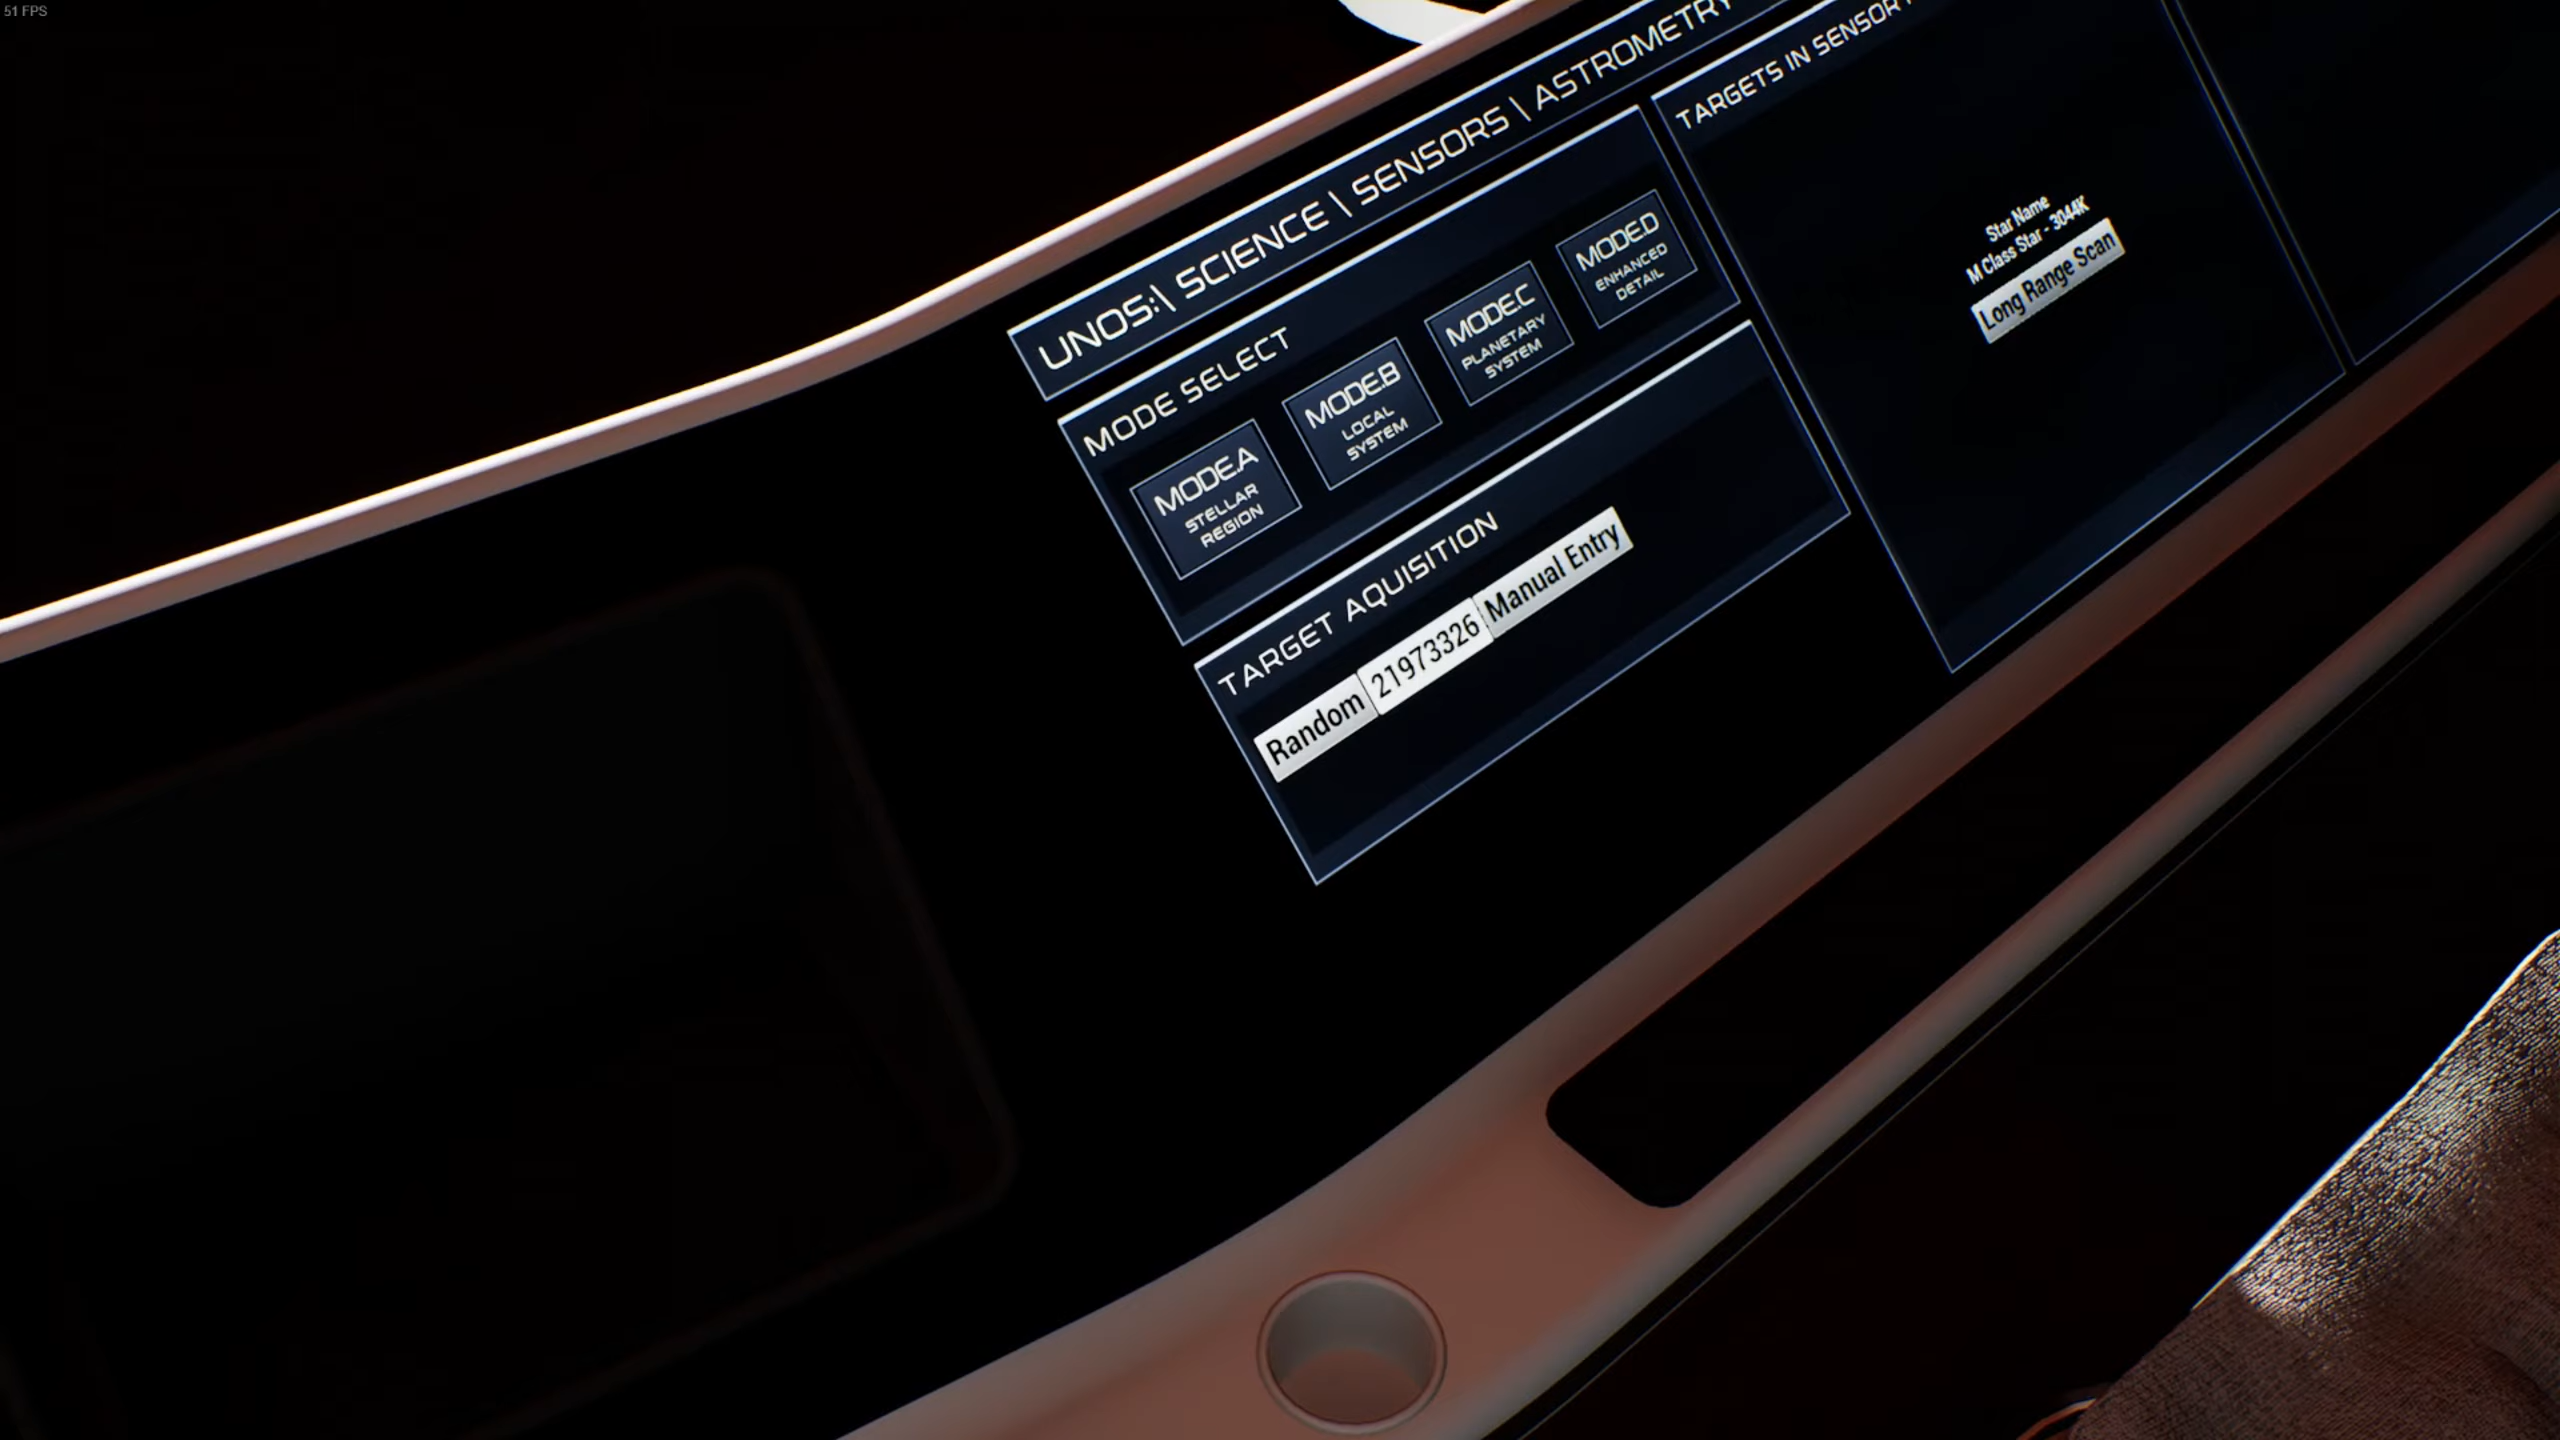 51 FPS
UNOS:\ SCIENCE \ SENSORS \ ASTROMETRY
MODE SELECT
MODE.A
STELLAR
REGION
MODE.B
LOCAL
SYSTEM
MODE.C
PLANETARY
SYSTEM
MODE.D
ENHANCED
DETAIL
TARGET AQUISITION
Random
21973326
Manual Entry
TARGETS IN SENSOR
Star Name
M Class Star - 3044K
Long Range Scan